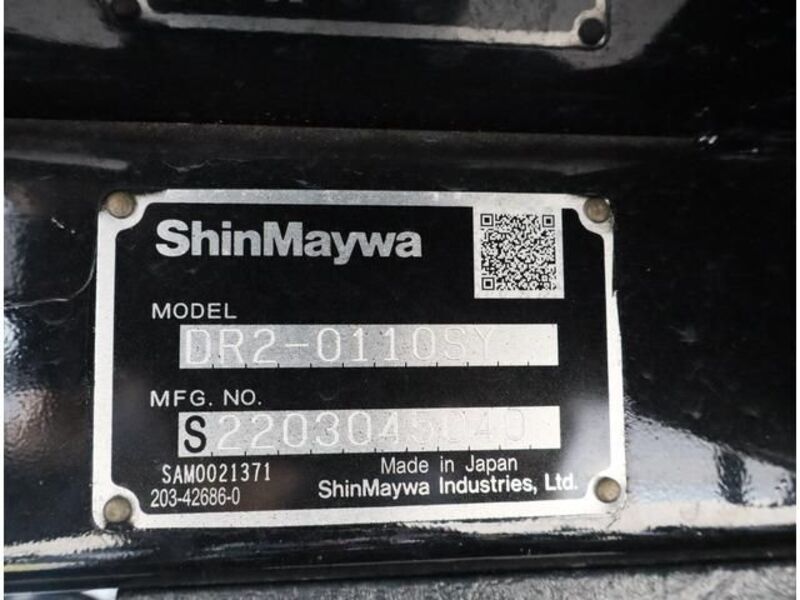 ShinMaywa
MODEL
DR2-0110SY
MFG. NO.
S2203045040
SAM0021371
Made in Japan
203-42686-0
ShinMaywa Industries, Ltd.